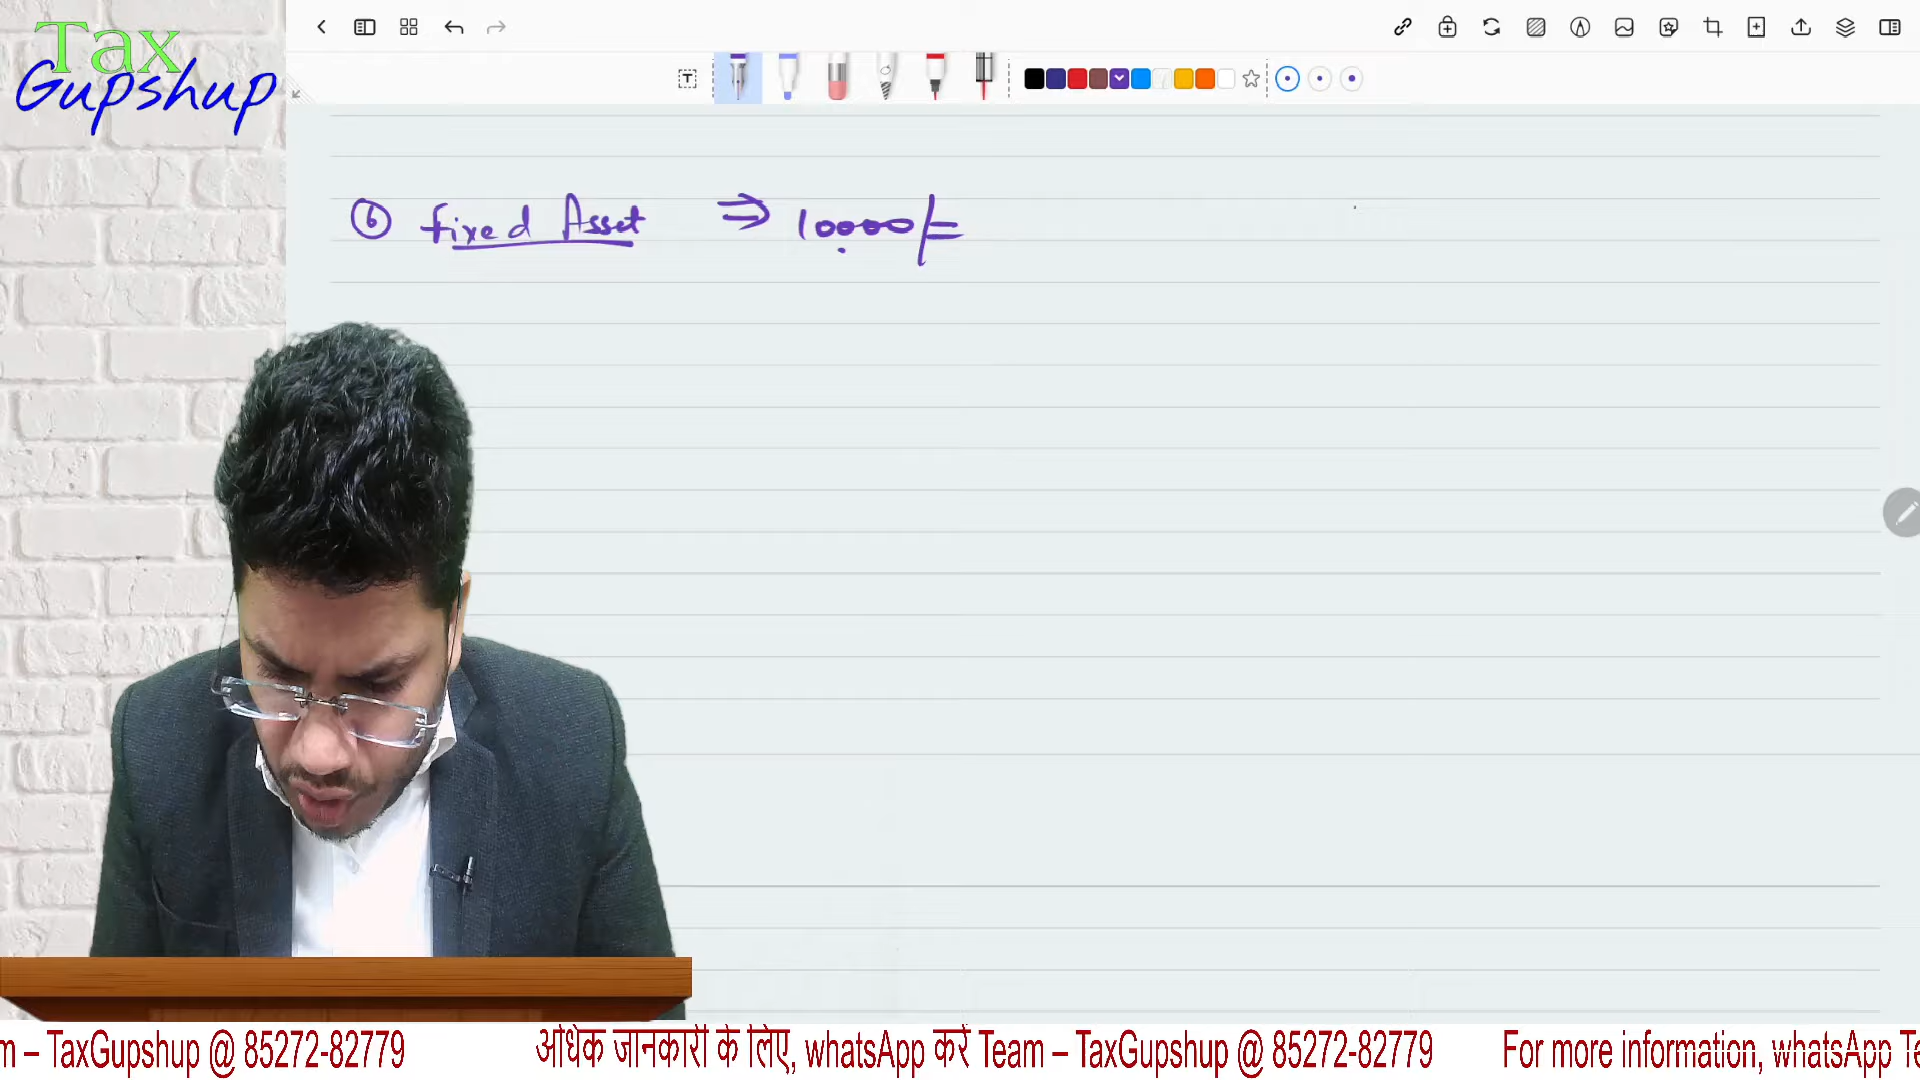 Tax
Gupshup
T
⑥ fixed Asset ⇒ 10000/=
m – TaxGupshup @ 85272-82779 अधिक जानकारी के लिए, whatsApp करें Team – TaxGupshup @ 85272-82779 For more information, whatsApp Te